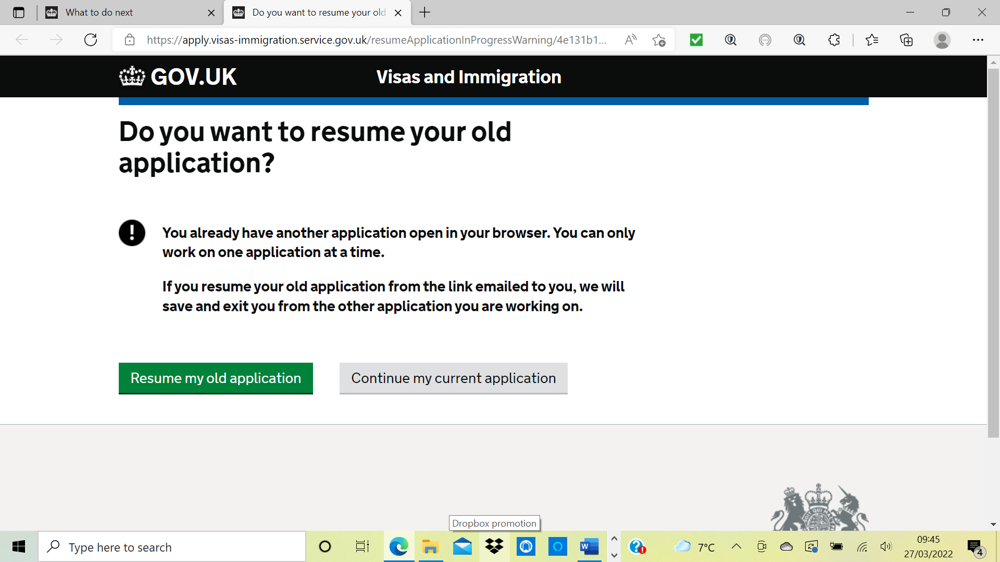 What to do next
Do you want to resume your old
https://apply.visas-immigration.service.gov.uk/resumeApplicationInProgressWarning/4e131b1...
GOV.UK
Visas and Immigration
Do you want to resume your old
application?
You already have another application open in your browser. You can only
work on one application at a time.
If you resume your old application from the link emailed to you, we will
save and exit you from the other application you are working on.
Resume my old application
Continue my current application
Dropbox promotion
Type here to search
7°C
09:45
27/03/2022
4